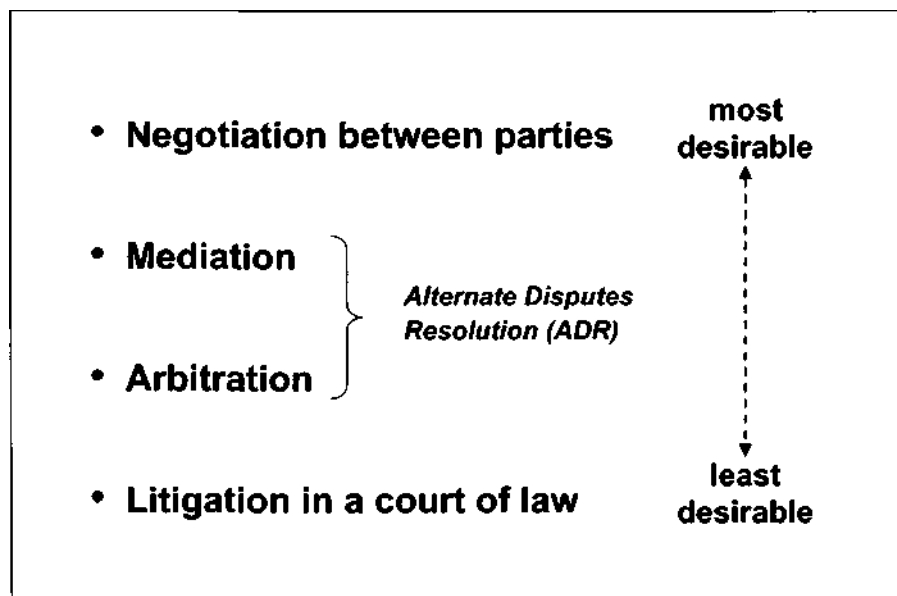 • Negotiation between parties
most
desirable
• Mediation
Alternate Disputes
Resolution (ADR)
• Arbitration
• Litigation in a court of law
least
desirable